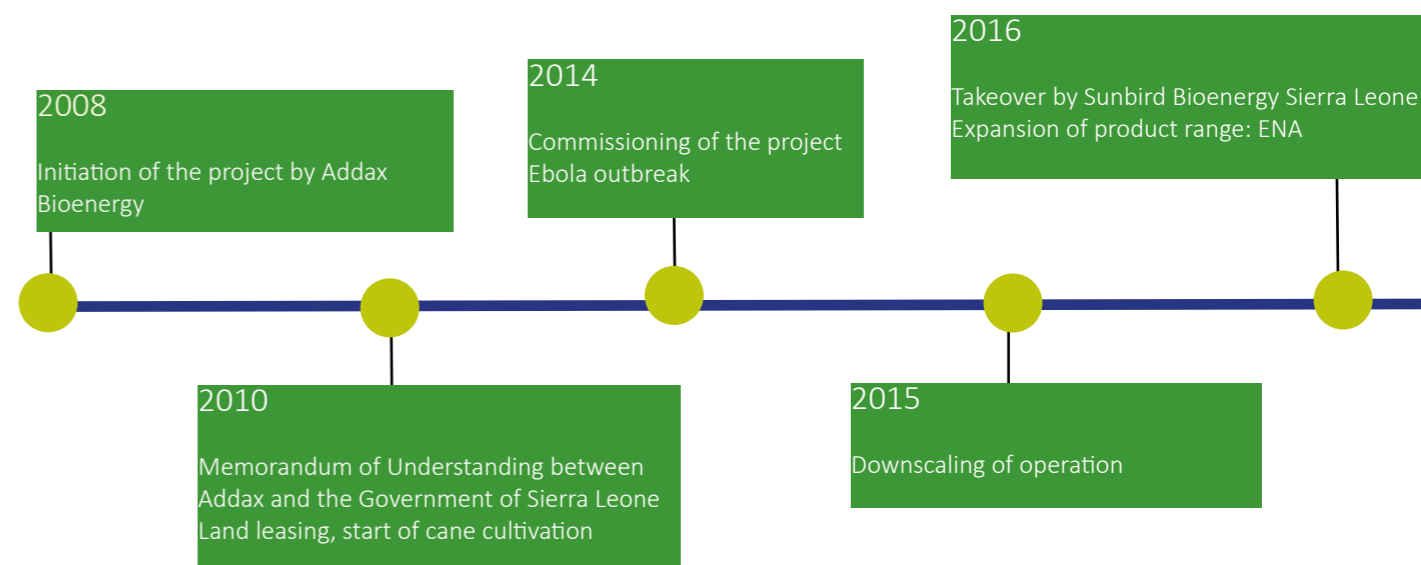 2008
Initiation of the project by Addax
Bioenergy
2010
Memorandum of Understanding between
Addax and the Government of Sierra Leone
Land leasing, start of cane cultivation
2014
Commissioning of the project
Ebola outbreak
2015
Downscaling of operation
2016
Takeover by Sunbird Bioenergy Sierra Leone
Expansion of product range: ENA